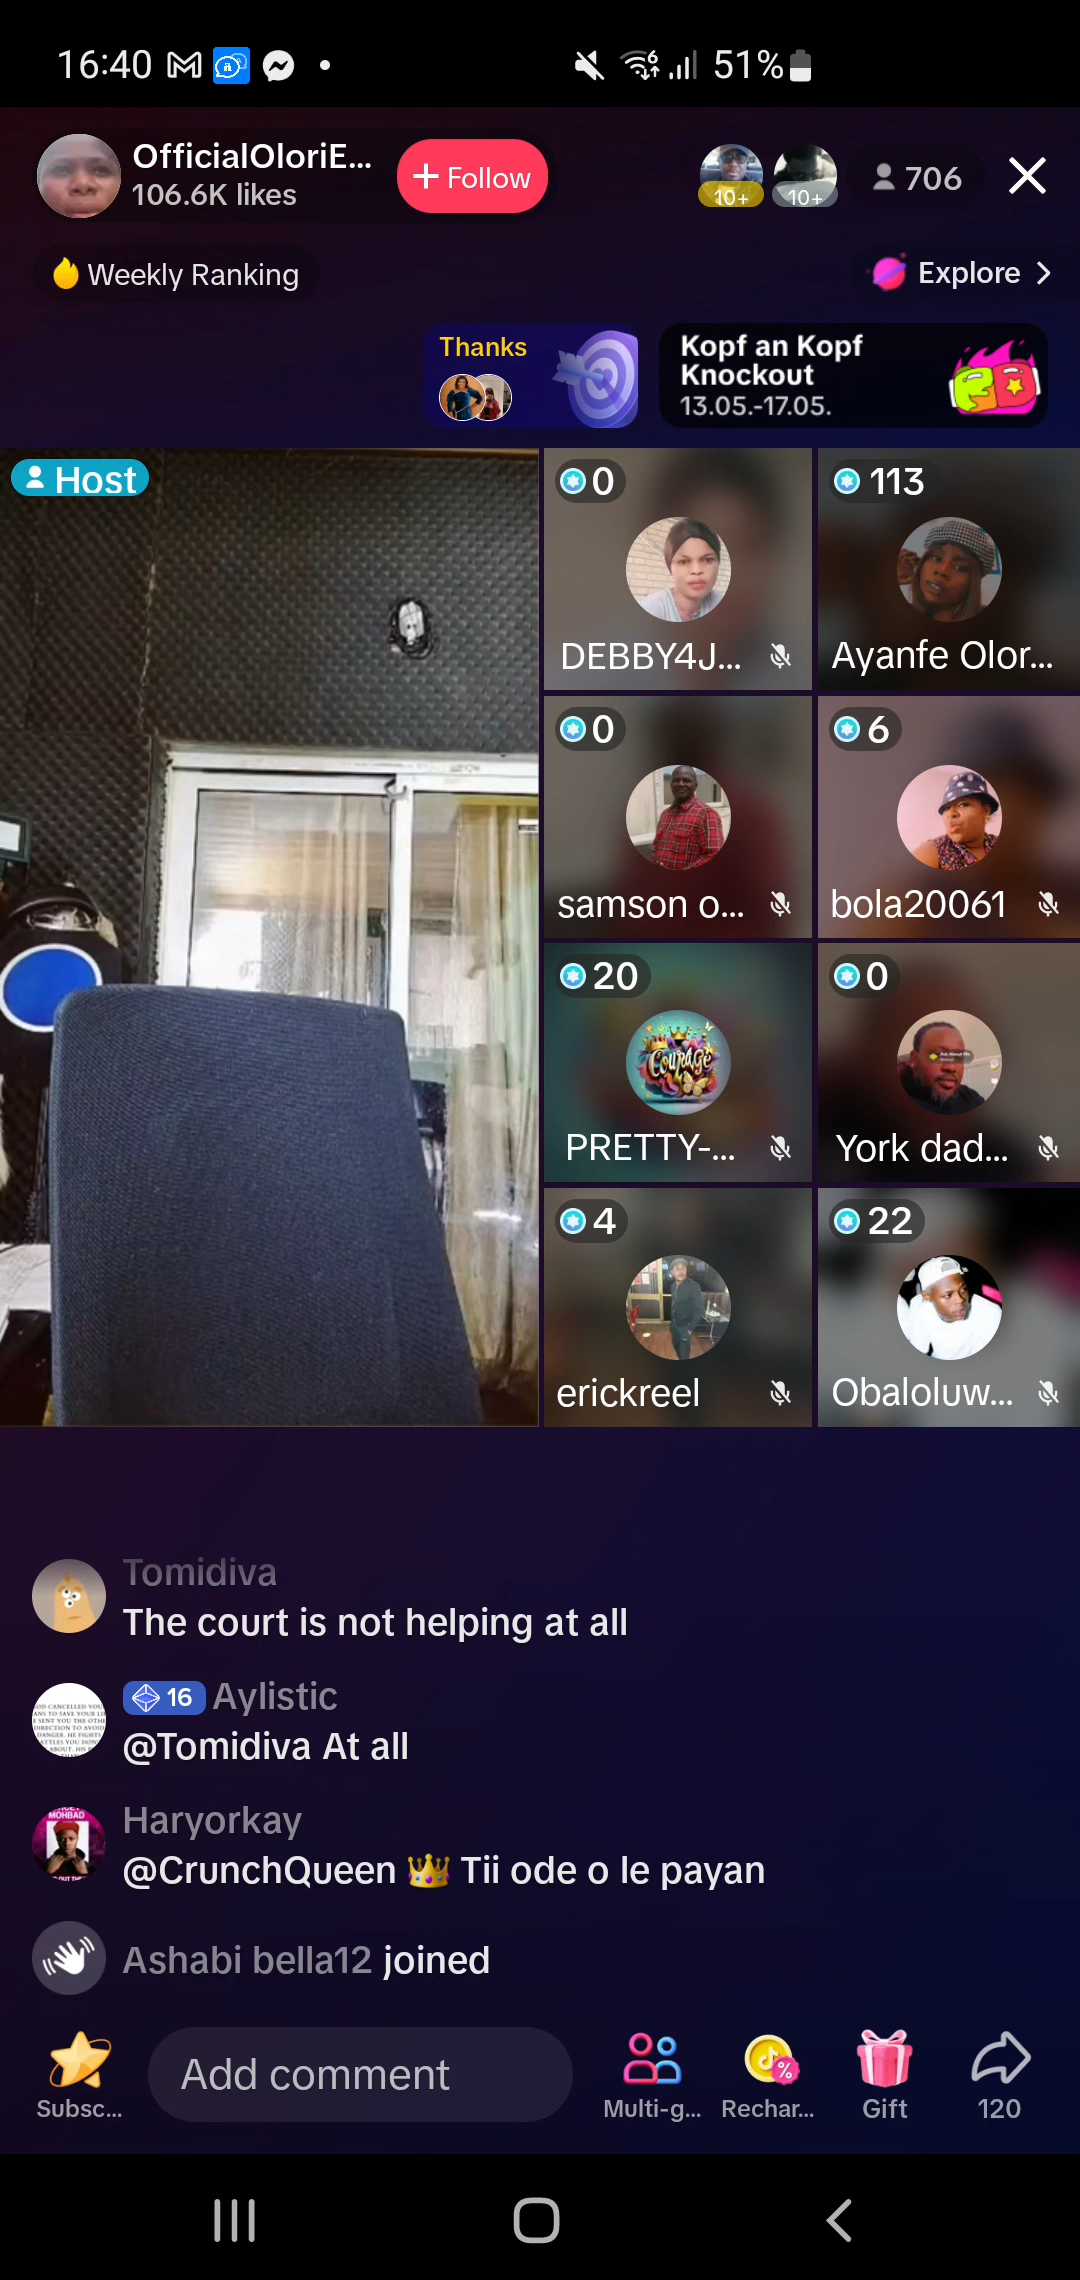 16:40
51%
OfficialOloriE...
106.6K likes
+ Follow
10+
10+
706
Weekly Ranking
Explore
Thanks
Kopf an Kopf
Knockout
13.05.-17.05.
Host
0
113
DEBBY4J...
Ayanfe Olor...
0
6
samson o...
bola20061
20
0
Courage
PRETTY-...
York dad...
4
22
erickreel
Obaloluw...
Tomidiva
The court is not helping at all
16 Aylistic
@Tomidiva At all
MOHBAD
Haryorkay
@CrunchQueen 👑 Tii ode o le payan
Ashabi bella12 joined
Subsc...
Add comment
Multi-g...
Rechar...
Gift
120